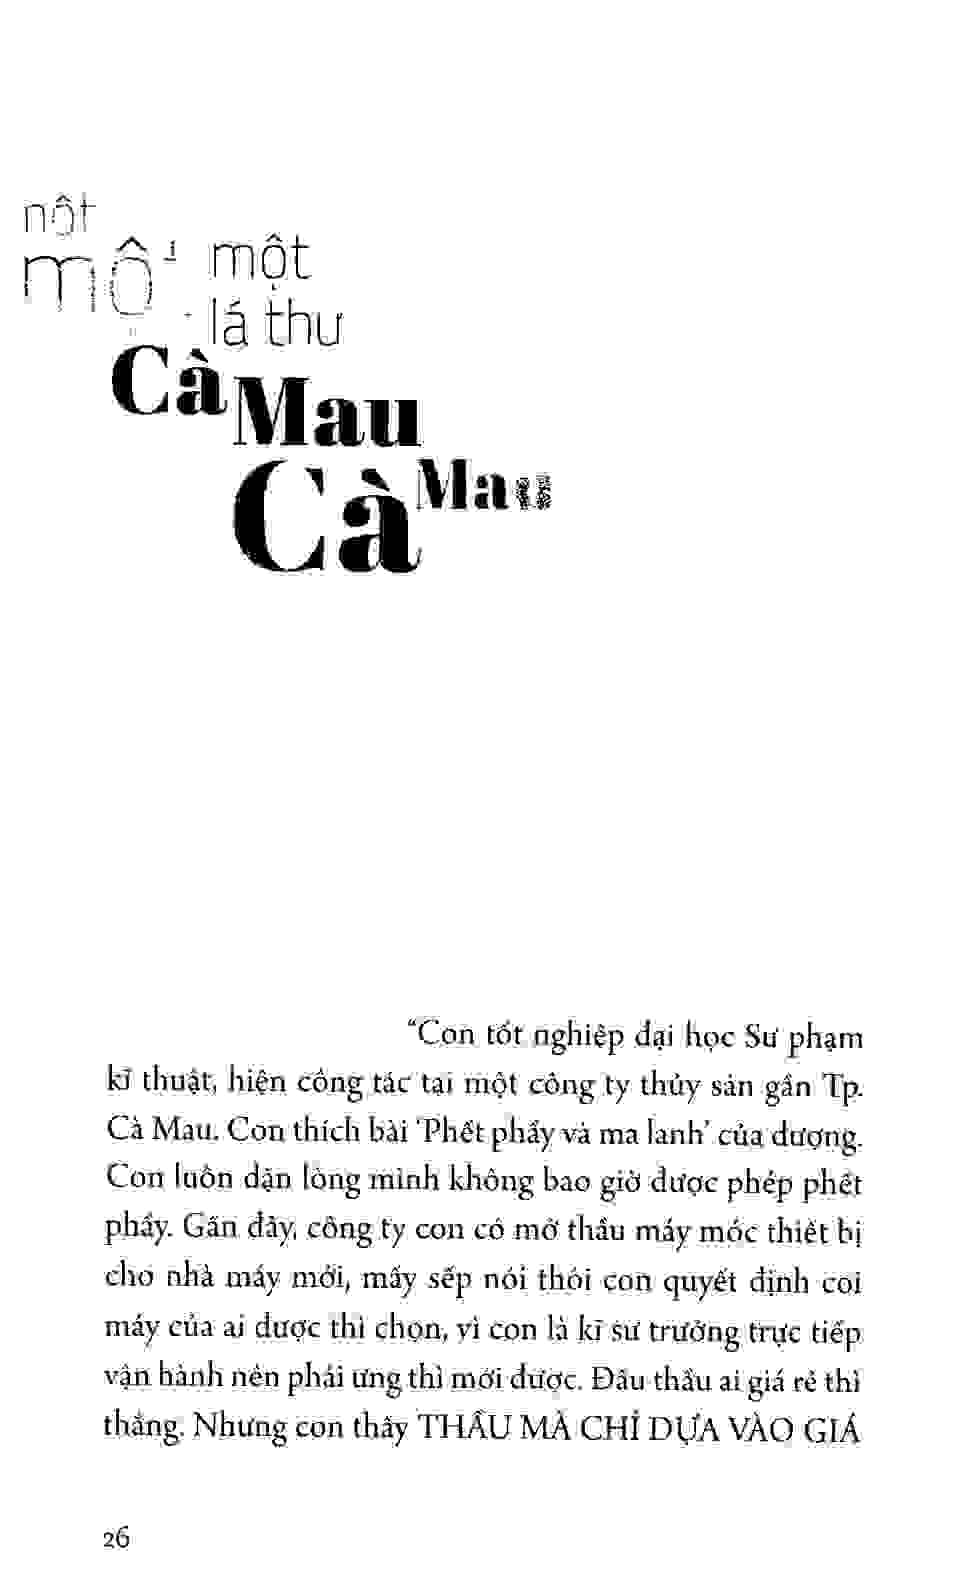 một
lá thư
Cà Mau
Cà Mau
“Con tốt nghiệp đại học Sư phạm
kĩ thuật, hiện công tác tại một công ty thủy sản gần Tp.
Cà Mau. Con thích bài ‘Phết phẩy và ma lanh’ của dượng.
Con luôn dặn lòng mình không bao giờ được phép phết
phẩy. Gần đây, công ty con có mở thầu máy móc thiết bị
cho nhà máy mới, mấy sếp nói thôi con quyết định coi
máy của ai được thì chọn, vì con là kĩ sư trưởng trực tiếp
vận hành nên phải ưng thì mới được. Đấu thầu ai giá rẻ thì
thắng. Nhưng con thấy THẦU MÀ CHỈ DỰA VÀO GIÁ
26